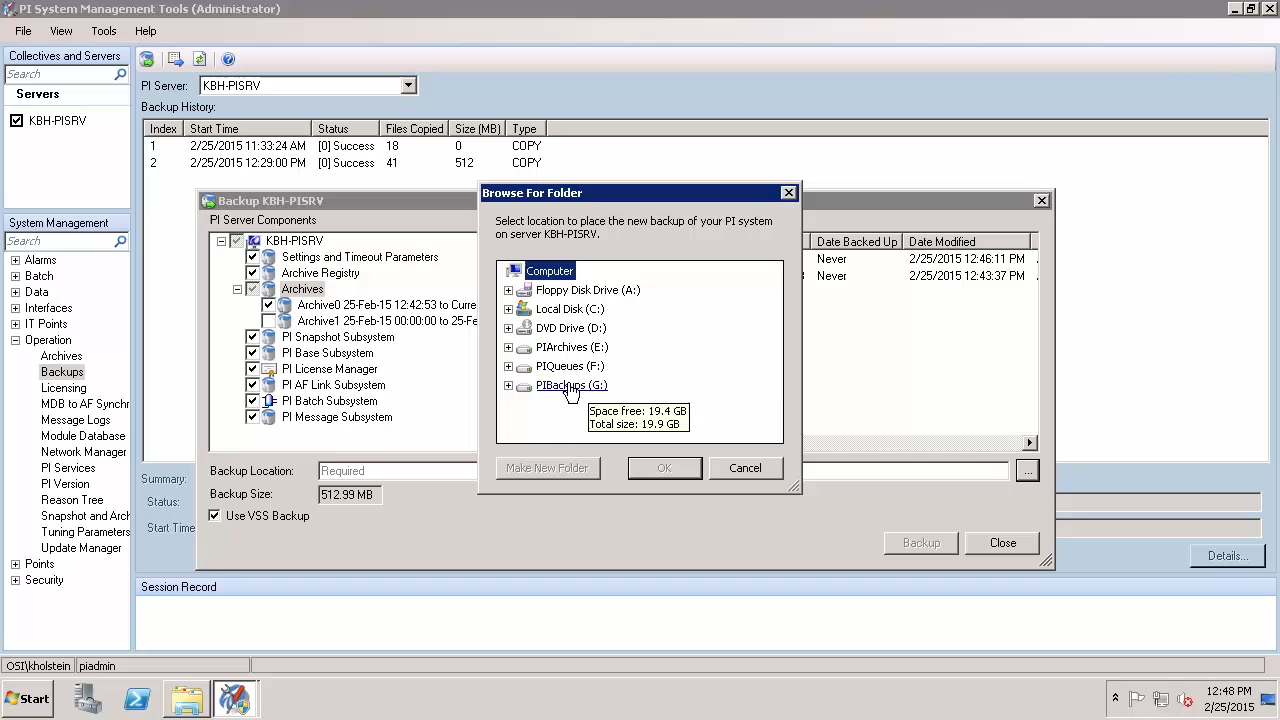 PI System Management Tools (Administrator)
File View Tools Help
Collectives and Servers
Search
Servers
KBH-PISRV
System Management
Search
Alarms
Batch
Data
Interfaces
IT Points
Operation
Archives
Backups
Licensing
MDB to AF Synchr
Message Logs
Module Database
Network Manager
PI Services
PI Version
Reason Tree
Snapshot and Arch
Tuning Parameters
Update Manager
Points
Security
PI Server: KBH-PISRV
Backup History:
Index Start Time Status Files Copied Size (MB) Type
1 2/25/2015 11:33:24 AM [0] Success 18 0 COPY
2 2/25/2015 12:29:00 PM [0] Success 41 512 COPY
Backup KBH-PISRV
PI Server Components
KBH-PISRV
Settings and Timeout Parameters
Archive Registry
Archives
Archive0 25-Feb-15 12:42:53 to Curre
Archive1 25-Feb-15 00:00:00 to 25-Fe
PI Snapshot Subsystem
PI Base Subsystem
PI License Manager
PI AF Link Subsystem
PI Batch Subsystem
PI Message Subsystem
Date Backed Up Date Modified
Never 2/25/2015 12:46:11 PM
Never 2/25/2015 12:43:37 PM
Backup Location: Required ...
Backup Size: 512.99 MB
Use VSS Backup
Backup Close
Browse For Folder
Select location to place the new backup of your PI system
on server KBH-PISRV.
Computer
Floppy Disk Drive (A:)
Local Disk (C:)
DVD Drive (D:)
PIArchives (E:)
PIQueues (F:)
PIBackups (G:)
Space free: 19.4 GB
Total size: 19.9 GB
Make New Folder OK Cancel
Summary:
Status:
Start Time
Details...
Session Record
OSI\kholstein piadmin
Start
12:48 PM
2/25/2015